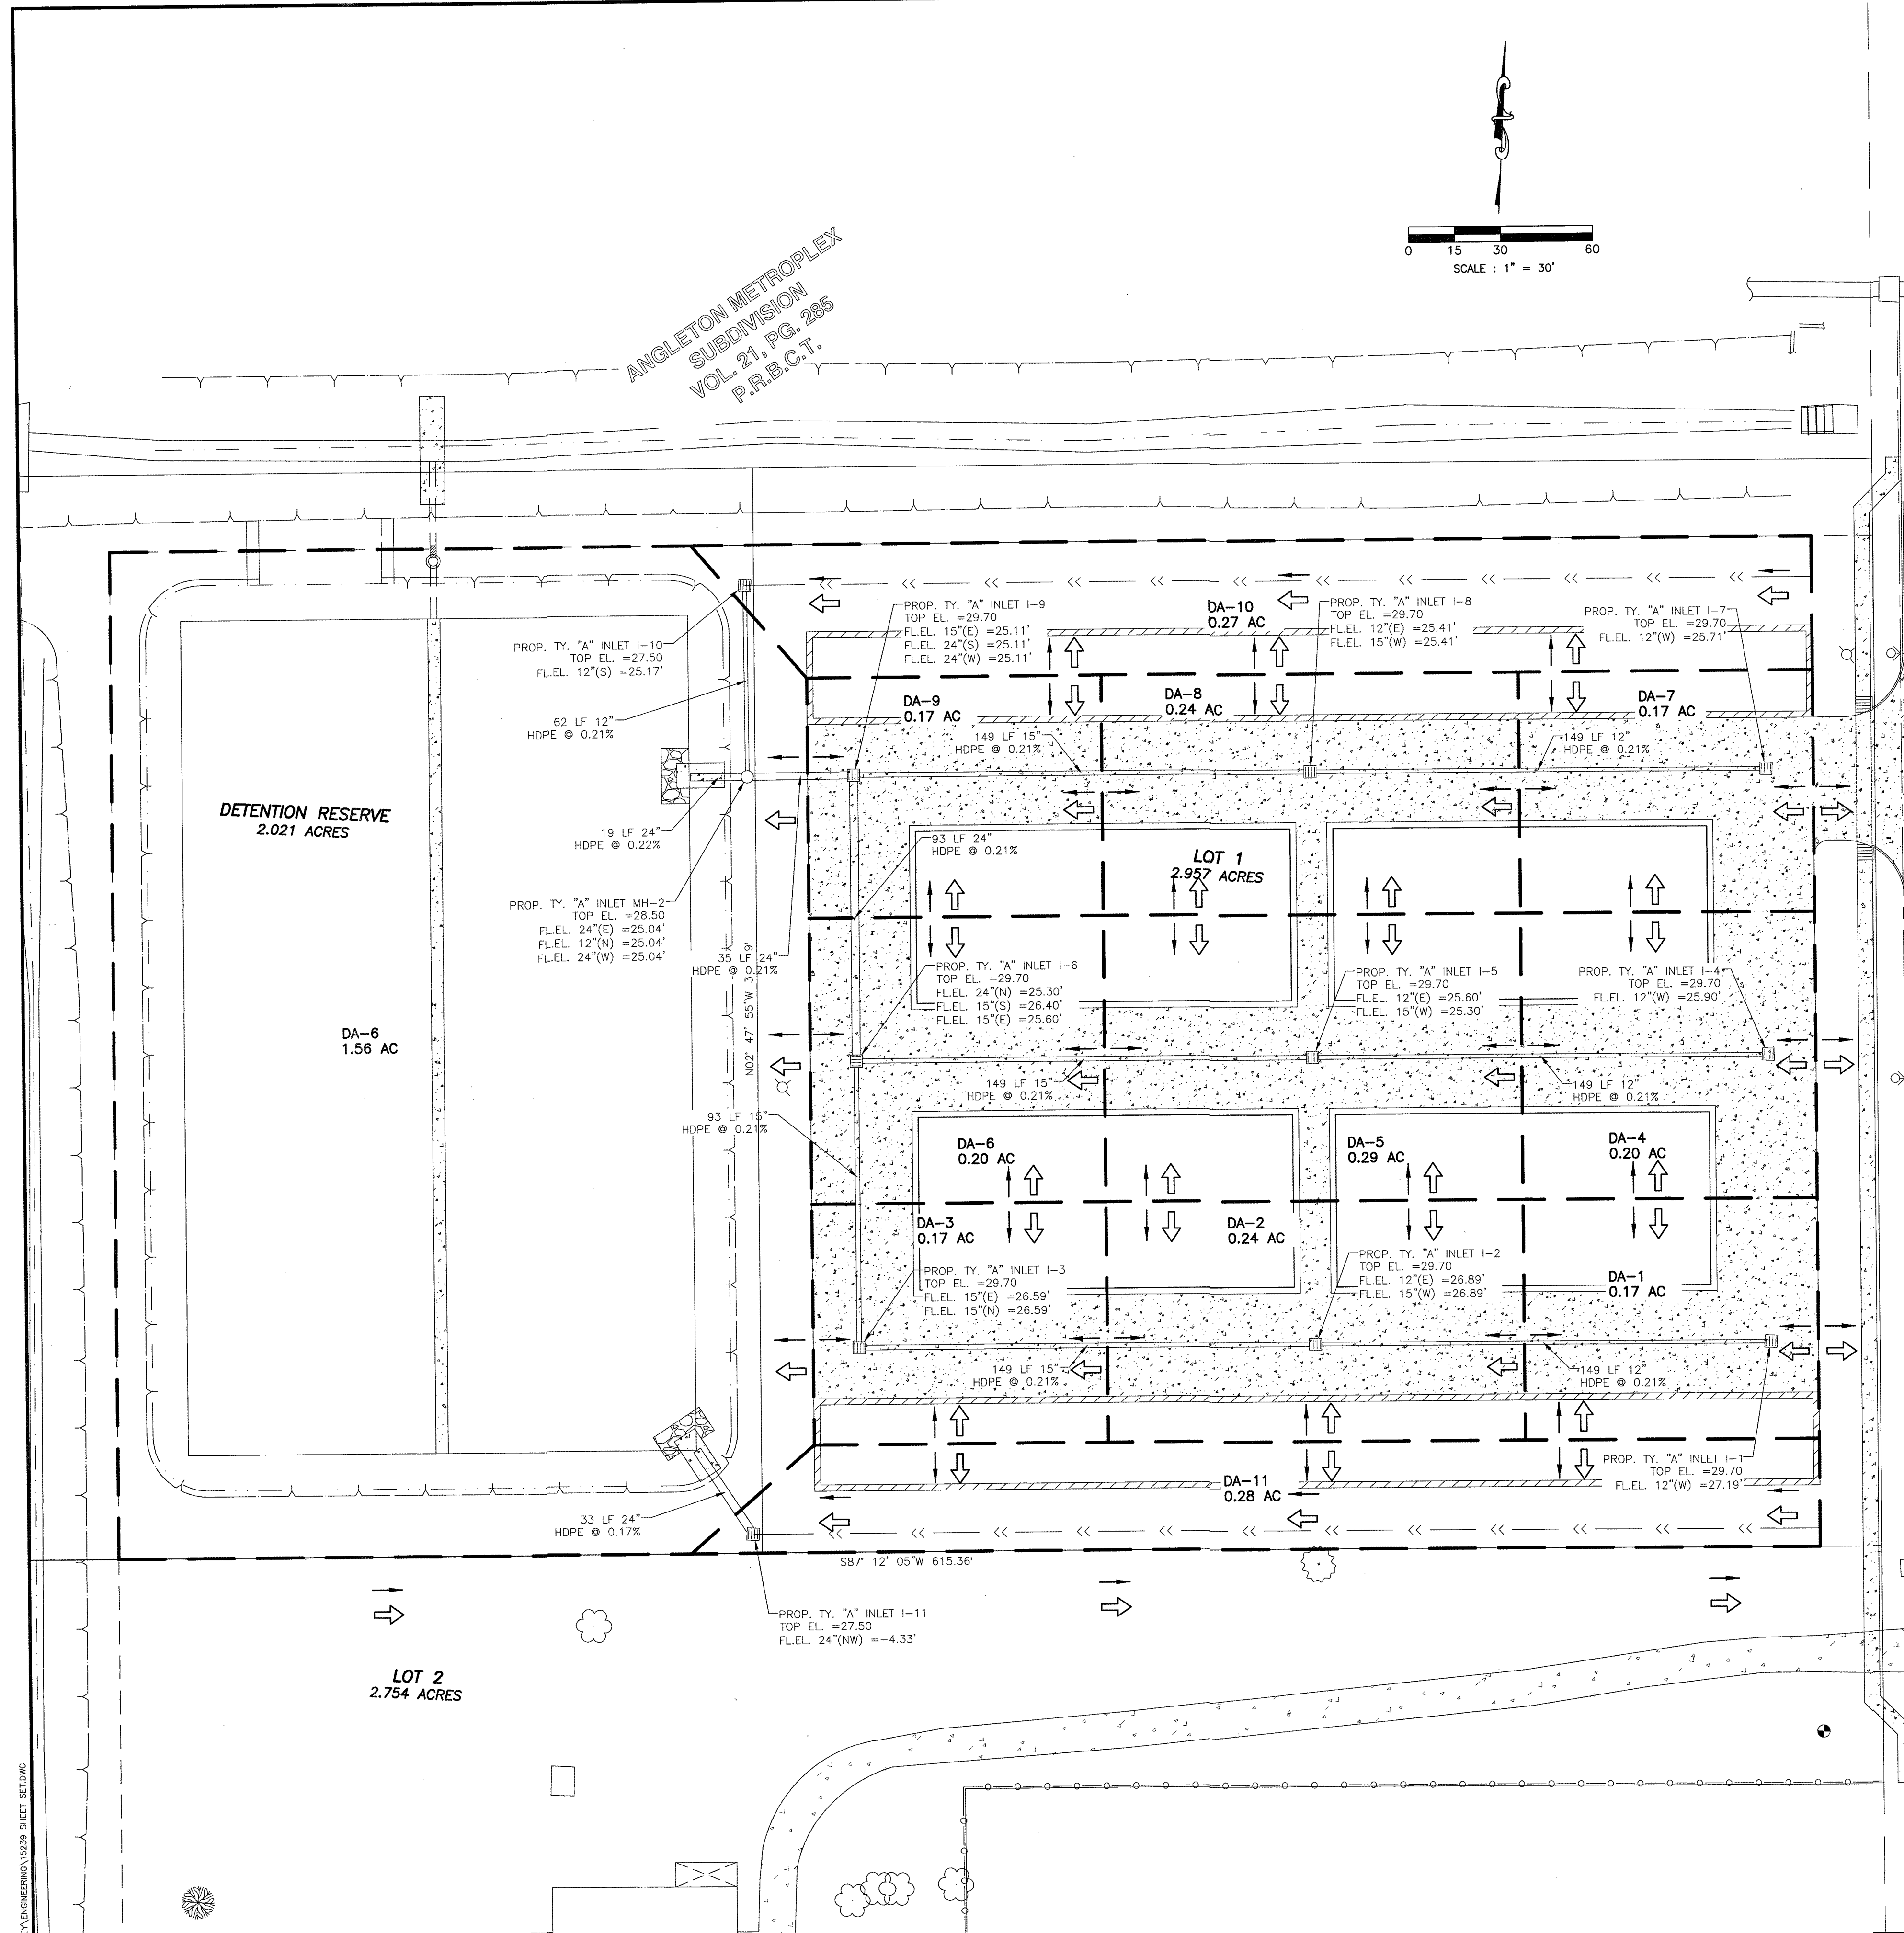 0 15 30 60
SCALE : 1" = 30'
ANGLETON METROPLEX
SUBDIVISION
VOL. 21, PG. 285
P.R.B.C.T.
PROP. TY. "A" INLET I-10
TOP EL. =27.50
FL.EL. 12"(S) =25.17'
PROP. TY. "A" INLET I-9
TOP EL. =29.70
FL.EL. 15"(E) =25.11'
FL.EL. 24"(S) =25.11'
FL.EL. 24"(W) =25.11'
DA-10
0.27 AC
PROP. TY. "A" INLET I-8
TOP EL. =29.70
FL.EL. 12"(E) =25.41'
FL.EL. 15"(W) =25.41'
PROP. TY. "A" INLET I-7
TOP EL. =29.70
FL.EL. 12"(W) =25.71'
62 LF 12"
HDPE @ 0.21%
DA-9
0.17 AC
DA-8
0.24 AC
DA-7
0.17 AC
149 LF 15"
HDPE @ 0.21%
149 LF 12"
HDPE @ 0.21%
DETENTION RESERVE
2.021 ACRES
19 LF 24"
HDPE @ 0.22%
93 LF 24"
HDPE @ 0.21%
LOT 1
2.957 ACRES
PROP. TY. "A" INLET MH-2
TOP EL. =28.50
FL.EL. 24"(E) =25.04'
FL.EL. 12"(N) =25.04'
FL.EL. 24"(W) =25.04'
35 LF 24"
HDPE @ 0.21%
N02° 47' 55"W
PROP. TY. "A" INLET I-6
TOP EL. =29.70
FL.EL. 24"(N) =25.30'
FL.EL. 15"(S) =26.40'
FL.EL. 15"(E) =25.60'
PROP. TY. "A" INLET I-5
TOP EL. =29.70
FL.EL. 12"(E) =25.60'
FL.EL. 15"(W) =25.30'
PROP. TY. "A" INLET I-4
TOP EL. =29.70
FL.EL. 12"(W) =25.90'
DA-6
1.56 AC
149 LF 15"
HDPE @ 0.21%
149 LF 12"
HDPE @ 0.21%
93 LF 15"
HDPE @ 0.21%
DA-6
0.20 AC
DA-5
0.29 AC
DA-4
0.20 AC
DA-3
0.17 AC
DA-2
0.24 AC
PROP. TY. "A" INLET I-3
TOP EL. =29.70
FL.EL. 15"(E) =26.59'
FL.EL. 15"(N) =26.59'
PROP. TY. "A" INLET I-2
TOP EL. =29.70
FL.EL. 12"(E) =26.89'
FL.EL. 15"(W) =26.89'
DA-1
0.17 AC
149 LF 15"
HDPE @ 0.21%
149 LF 12"
HDPE @ 0.21%
PROP. TY. "A" INLET I-1
TOP EL. =29.70
FL.EL. 12"(W) =27.19'
DA-11
0.28 AC
33 LF 24"
HDPE @ 0.17%
S87° 12' 05"W 615.36'
PROP. TY. "A" INLET I-11
TOP EL. =27.50
FL.EL. 24"(NW) =-4.33'
LOT 2
2.754 ACRES
EY\ENGINEERING\15239 SHEET SET.DWG